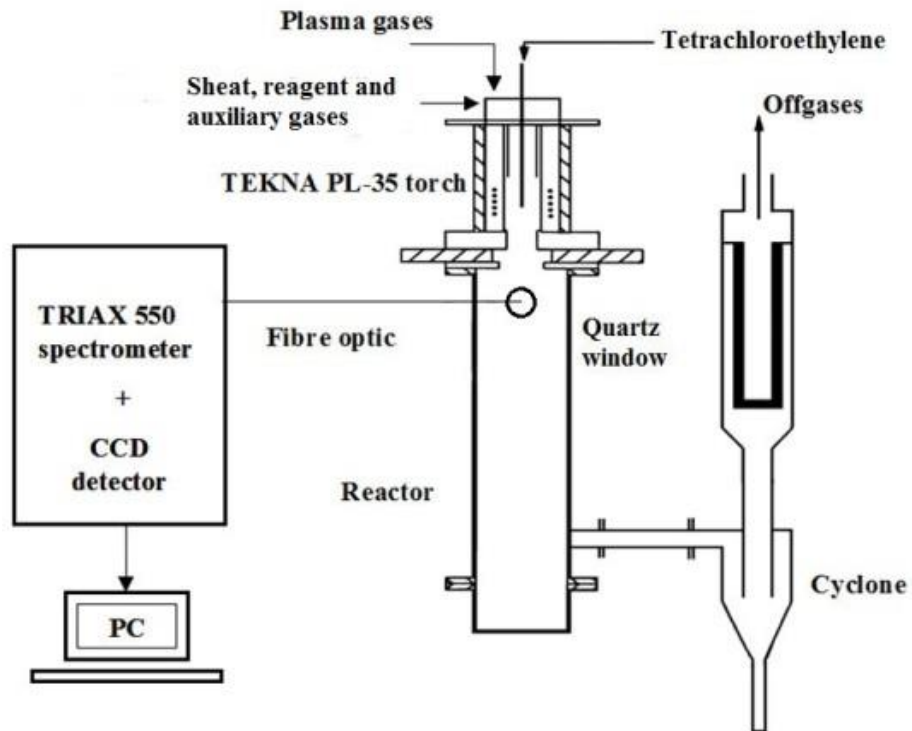 Plasma gases
Tetrachloroethylene
Sheat, reagent and
auxiliary gases
Offgases
TEKNA PL-35 torch
TRIAX 550
spectrometer
+
CCD
detector
Fibre optic
Quartz
window
Reactor
Cyclone
PC